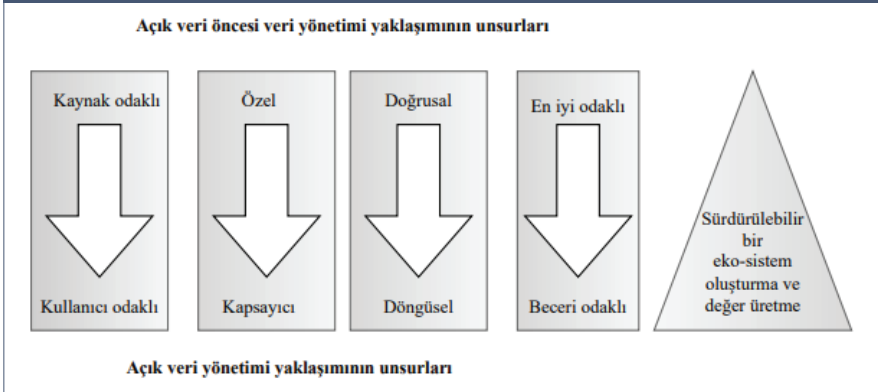 Açık veri öncesi veri yönetimi yaklaşımının unsurları
Kaynak odaklı
Özel
Doğrusal
En iyi odaklı
Kullanıcı odaklı
Kapsayıcı
Döngüsel
Beceri odaklı
Sürdürülebilir
bir
eko-sistem
oluşturma ve
değer üretme
Açık veri yönetimi yaklaşımının unsurları